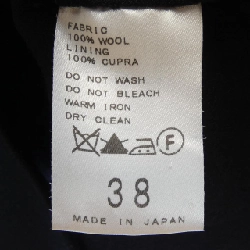 FABRIC
100% WOOL
LINING
100% CUPRA
DO NOT WASH
DO NOT BLEACH
WARM IRON
DRY CLEAN
F
38
MADE IN JAPAN